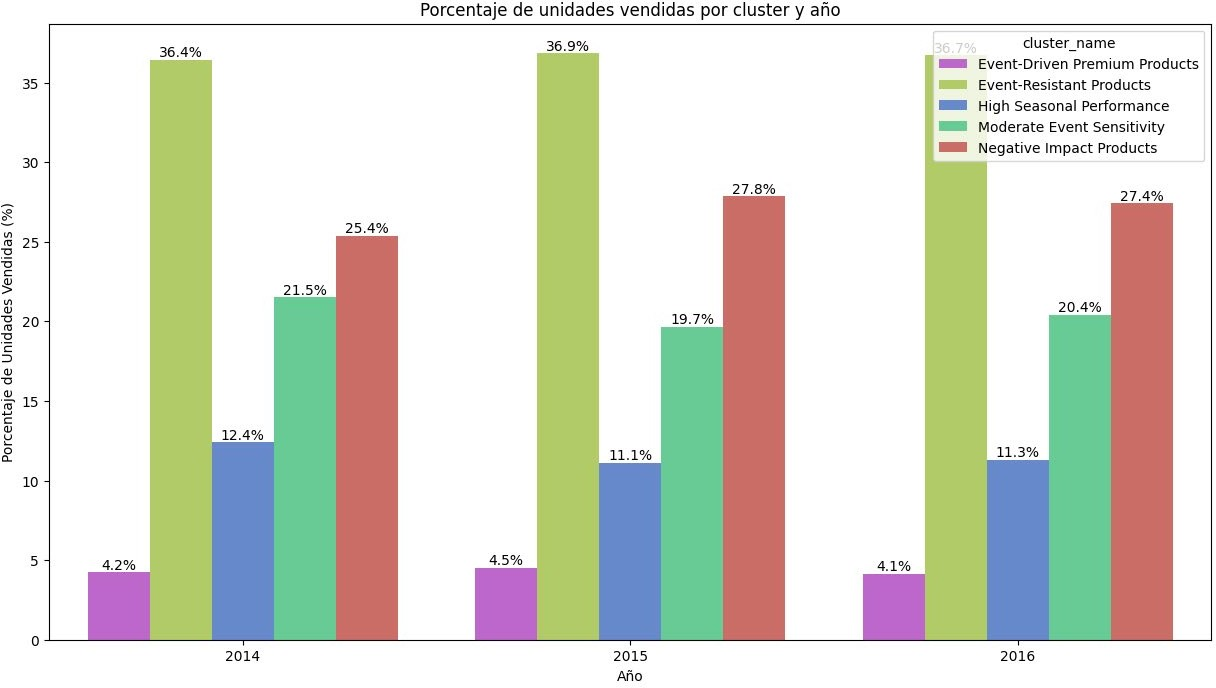 Porcentaje de unidades vendidas por cluster y año
Porcentaje de Unidades Vendidas (%)
35
30
25
20
15
10
5
0
36.4%
36.9%
36.7%
25.4%
27.8%
27.4%
21.5%
19.7%
20.4%
12.4%
11.1%
11.3%
4.2%
4.5%
4.1%
cluster_name
Event-Driven Premium Products
Event-Resistant Products
High Seasonal Performance
Moderate Event Sensitivity
Negative Impact Products
2014
2015
2016
Año